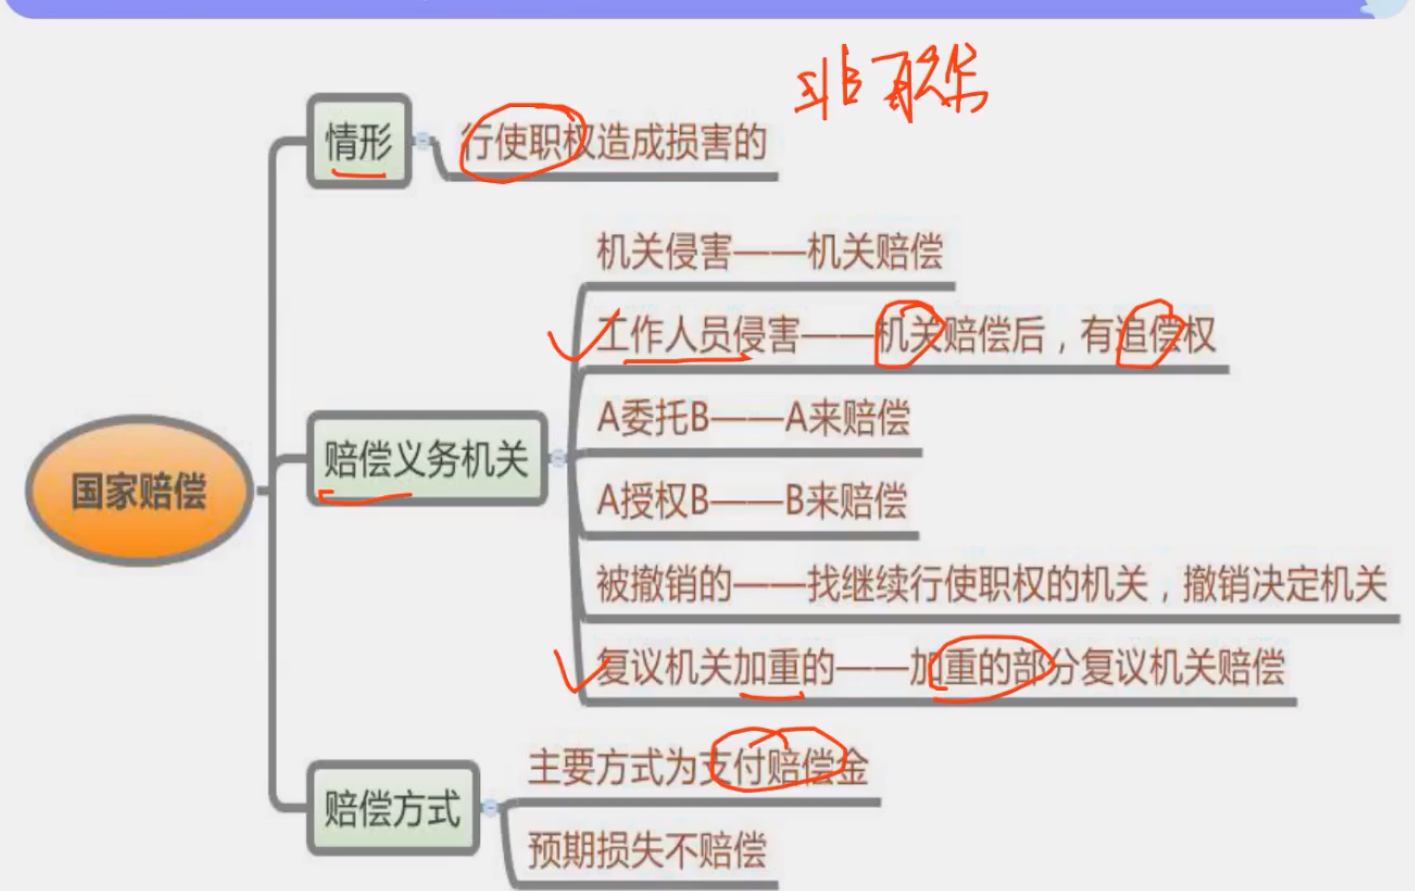 非职务
情形
行使职权造成损害的
机关侵害——机关赔偿
工作人员侵害——机关赔偿后，有追偿权
赔偿义务机关
A委托B——A来赔偿
国家赔偿
A授权B——B来赔偿
被撤销的——找继续行使职权的机关，撤销决定机关
复议机关加重的——加重的部分复议机关赔偿
主要方式为支付赔偿金
赔偿方式
预期损失不赔偿